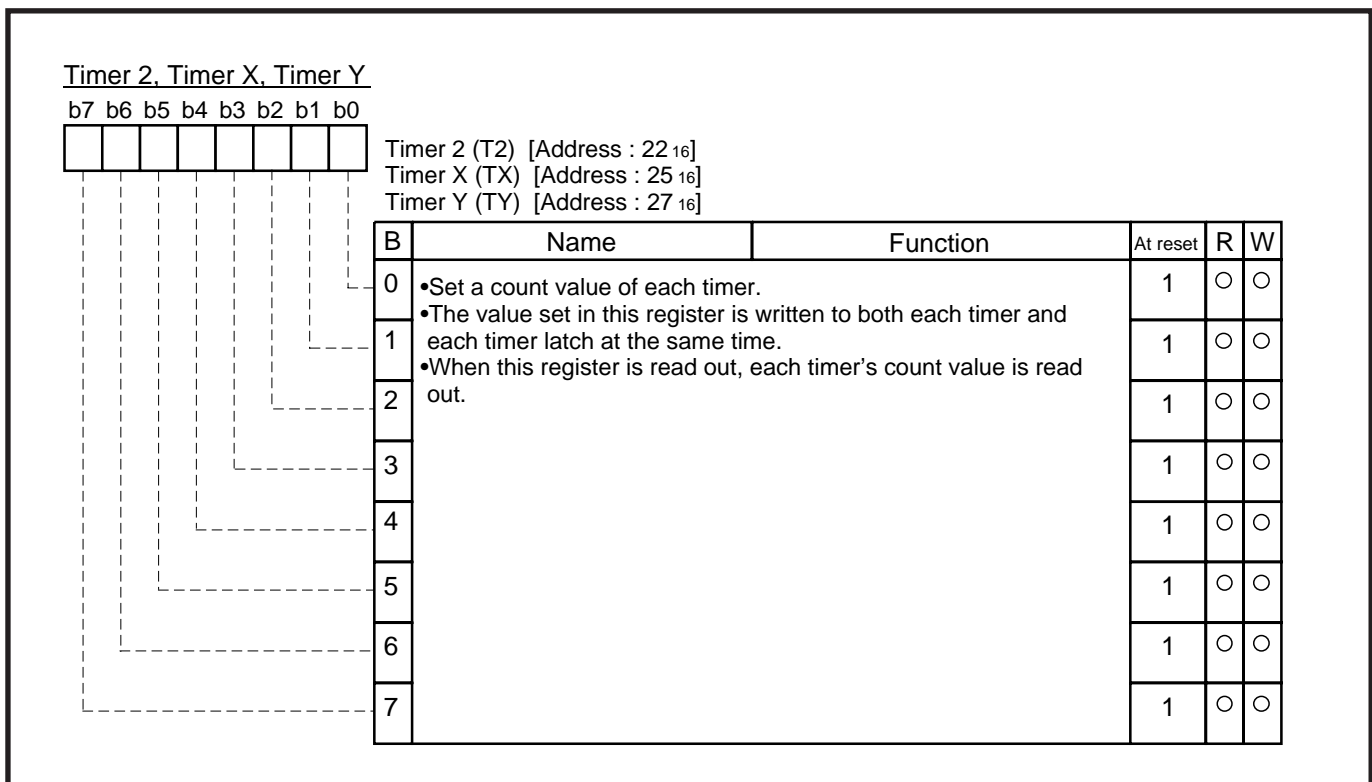 Timer 2, Timer X, Timer Y
b7 b6 b5 b4 b3 b2 b1 b0
Timer 2 (T2) [Address : 22 16]
Timer X (TX) [Address : 25 16]
Timer Y (TY) [Address : 27 16]
B Name Function At reset R W
0 •Set a count value of each timer. 1 ○ ○
•The value set in this register is written to both each timer and
1 each timer latch at the same time. 1 ○ ○
•When this register is read out, each timer’s count value is read
2 out. 1 ○ ○
3 1 ○ ○
4 1 ○ ○
5 1 ○ ○
6 1 ○ ○
7 1 ○ ○